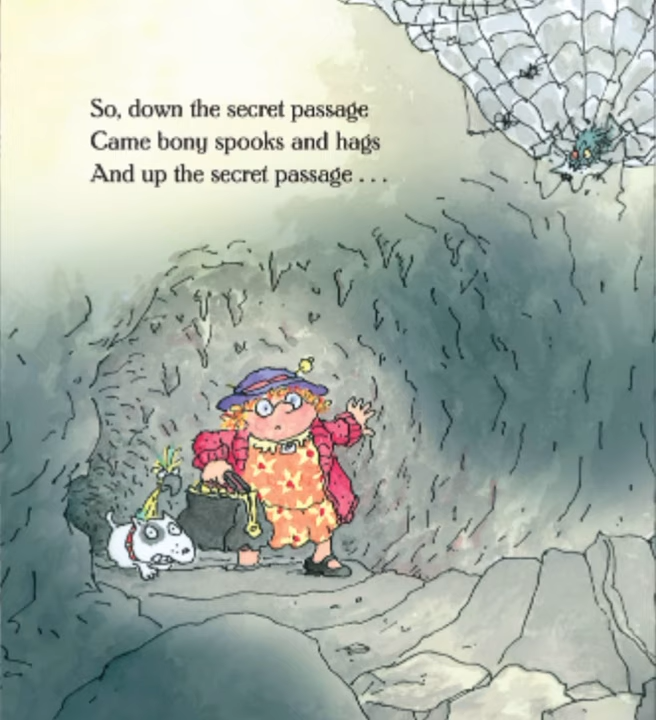 So, down the secret passage
Came bony spooks and hags
And up the secret passage . . .